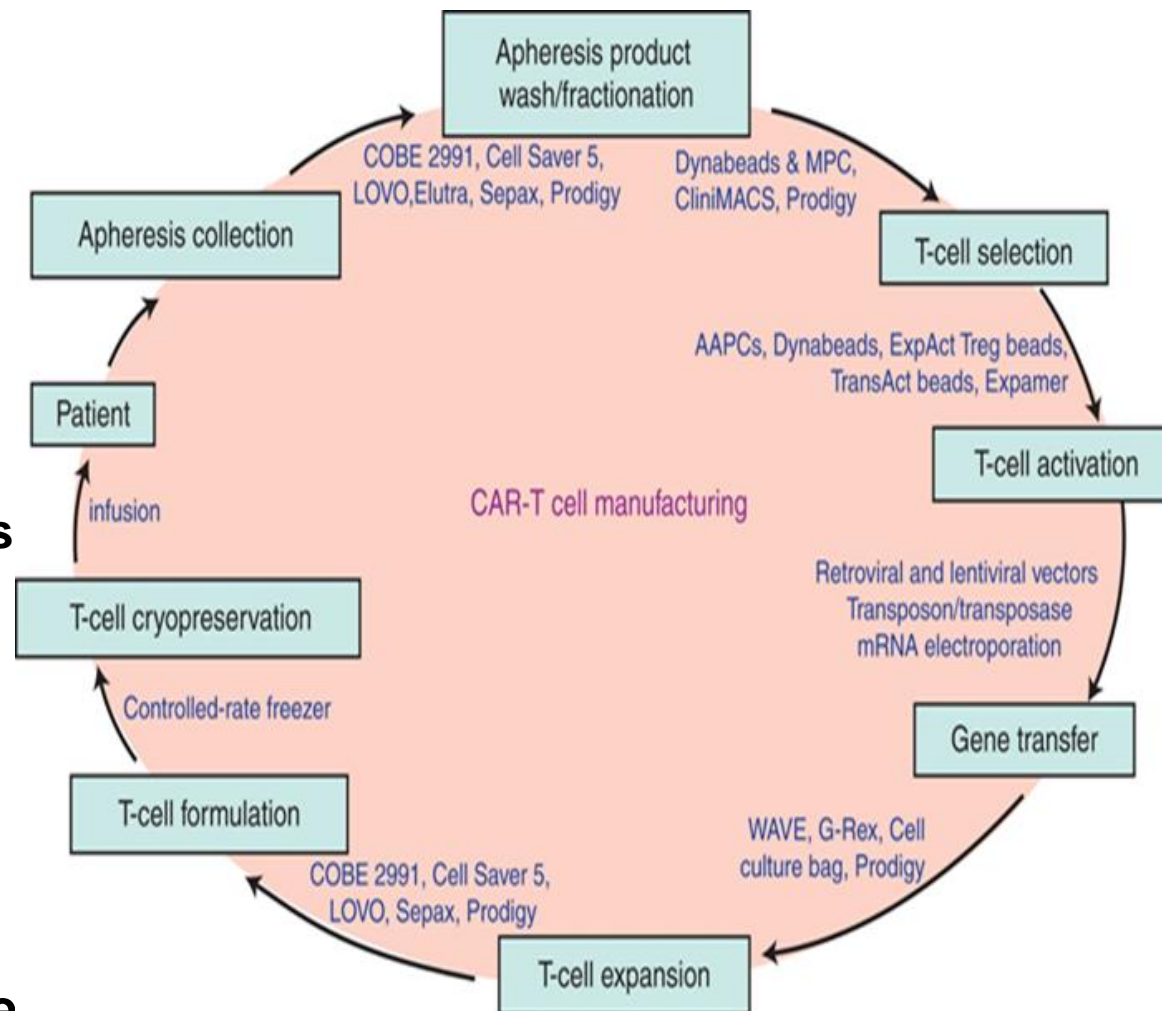 Apheresis product
wash/fractionation
COBE 2991, Cell Saver 5,
LOVO,Elutra, Sepax, Prodigy
Dynabeads & MPC,
CliniMACS, Prodigy
Apheresis collection
T-cell selection
AAPCs, Dynabeads, ExpAct Treg beads,
TransAct beads, Expamer
Patient
T-cell activation
CAR-T cell manufacturing
infusion
s
Retroviral and lentiviral vectors
Transposon/transposase
mRNA electroporation
T-cell cryopreservation
Controlled-rate freezer
Gene transfer
T-cell formulation
WAVE, G-Rex, Cell
culture bag, Prodigy
COBE 2991, Cell Saver 5,
LOVO, Sepax, Prodigy
T-cell expansion
e